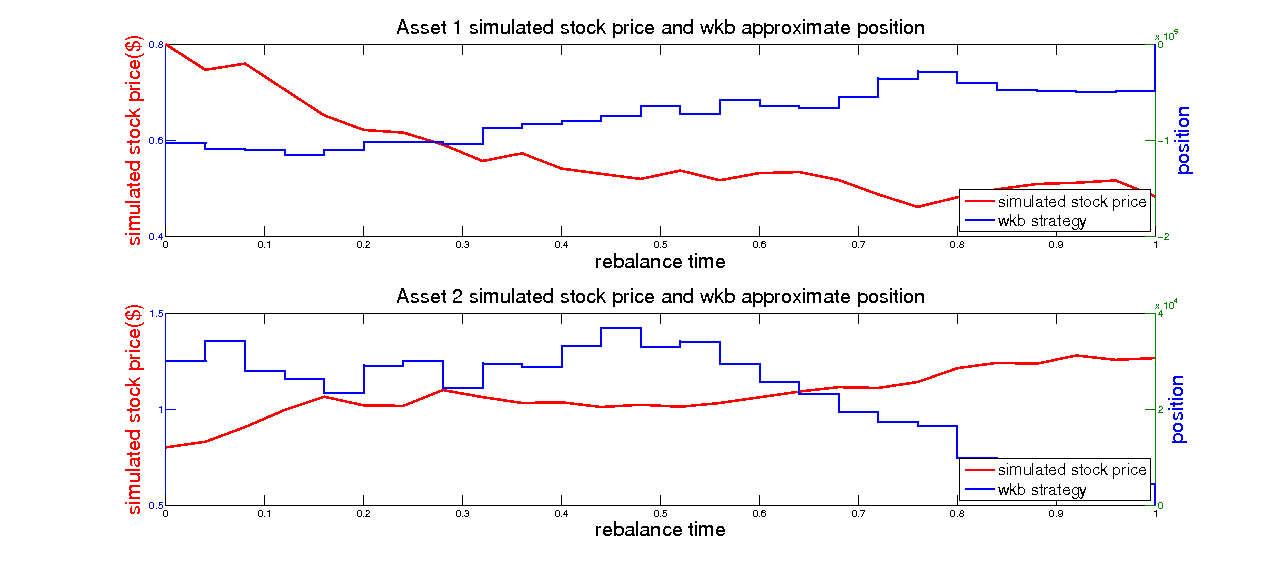 Asset 1 simulated stock price and wkb approximate position
simulated stock price($)
0.8
0.6
0.4
x 10
0
-1
-2
position
simulated stock price
wkb strategy
0 0.1 0.2 0.3 0.4 0.5 0.6 0.7 0.8 0.9 1
rebalance time
Asset 2 simulated stock price and wkb approximate position
simulated stock price($)
1.5
1
0.5
x 10^4
4
2
0
position
simulated stock price
wkb strategy
0 0.1 0.2 0.3 0.4 0.5 0.6 0.7 0.8 0.9 1
rebalance time